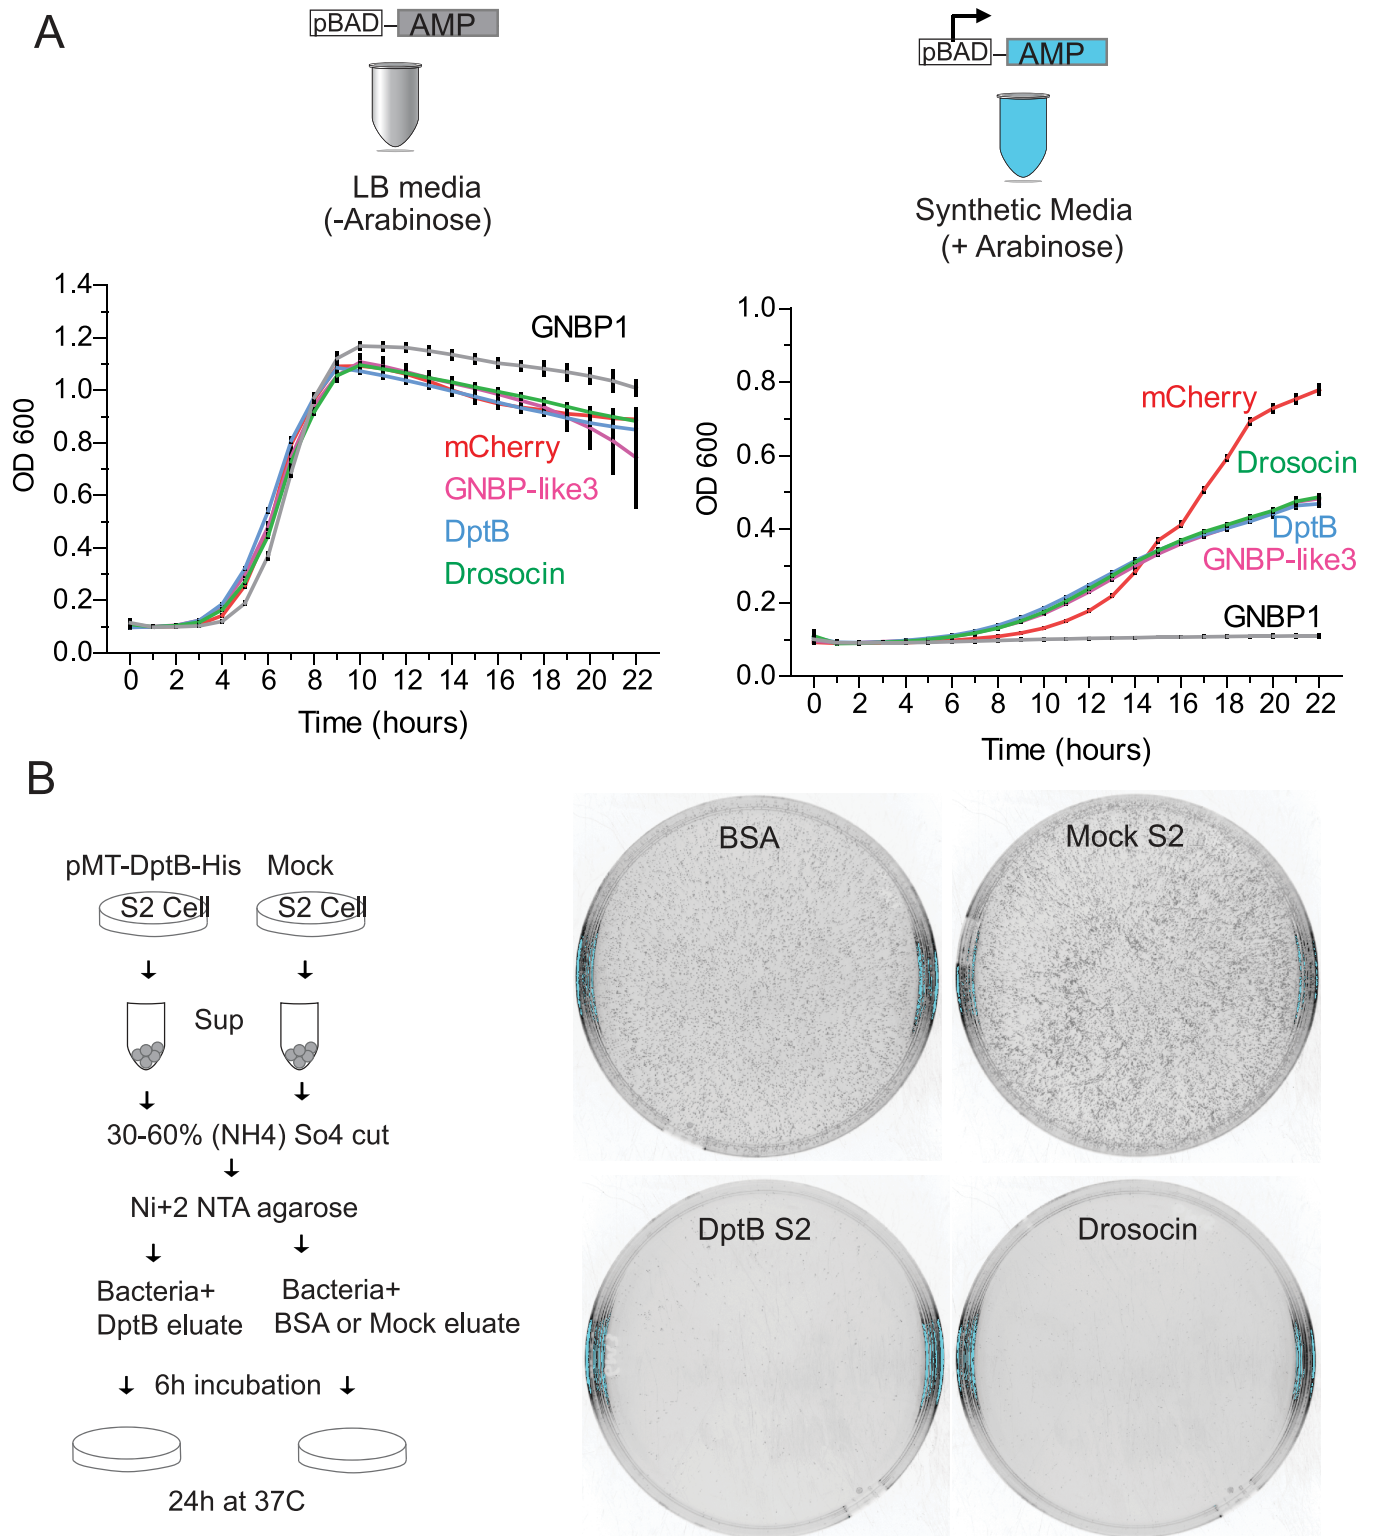 A
pBAD AMP
LB media
(-Arabinose)
pBAD AMP
Synthetic Media
(+ Arabinose)
1.4
1.2
1.0
0.8
0.6
0.4
0.2
0.0
OD 600
0 2 4 6 8 10 12 14 16 18 20 22
Time (hours)
GNBP1
mCherry
GNBP-like3
DptB
Drosocin
1.0
0.8
0.6
0.4
0.2
0.0
OD 600
0 2 4 6 8 10 12 14 16 18 20 22
Time (hours)
mCherry
Drosocin
DptB
GNBP-like3
GNBP1
B
pMT-DptB-His Mock
S2 Cell S2 Cell
Sup
30-60% (NH4) So4 cut
Ni+2 NTA agarose
Bacteria+
DptB eluate
Bacteria+
BSA or Mock eluate
6h incubation
24h at 37C
BSA
Mock S2
DptB S2
Drosocin